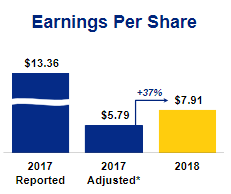 Earnings Per Share
$13.36
+37%
$5.79
$7.91
2017
Reported
2017
Adjusted*
2018